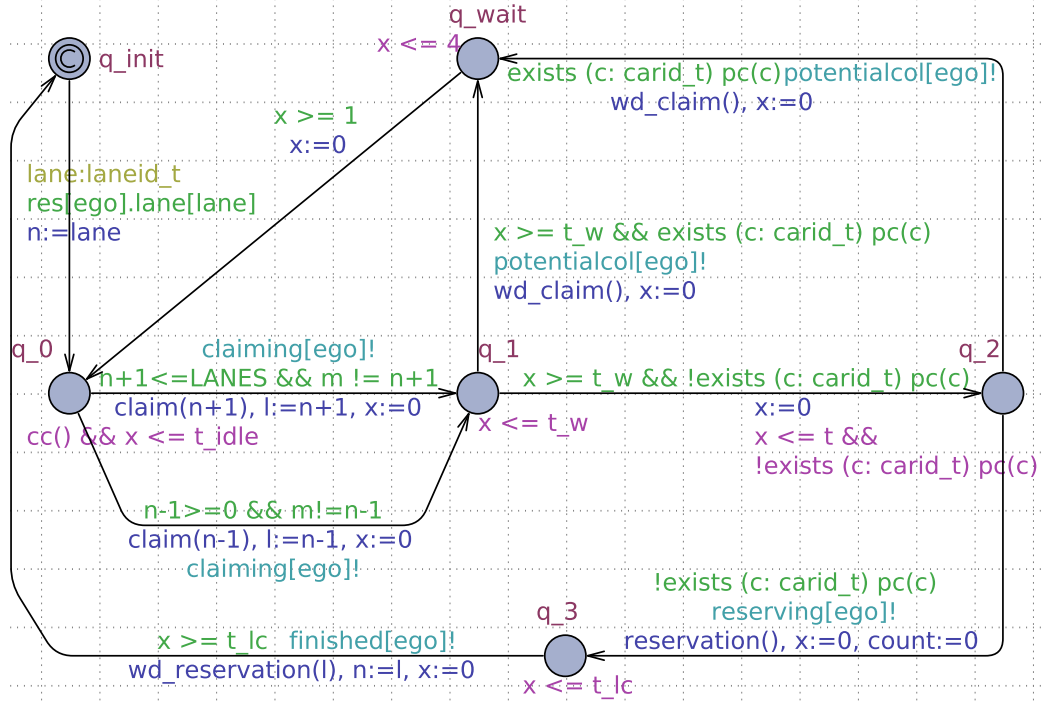 q_wait
x <= 4
q_init
exists (c: carid_t) pc(c) potentialcol[ego]!
wd_claim(), x:=0
x >= 1
x:=0
lane:laneid_t
res[ego].lane[lane]
n:=lane
x >= t_w && exists (c: carid_t) pc(c)
potentialcol[ego]!
wd_claim(), x:=0
q_0
claiming[ego]!
q_1
q_2
n+1<=LANES && m != n+1
x >= t_w && !exists (c: carid_t) pc(c)
claim(n+1), l:=n+1, x:=0
x:=0
x <= t_w
cc() && x <= t_idle
x <= t &&
!exists (c: carid_t) pc(c)
n-1>=0 && m!=n-1
claim(n-1), l:=n-1, x:=0
claiming[ego]!
!exists (c: carid_t) pc(c)
q_3
reserving[ego]!
x >= t_lc finished[ego]!
reservation(), x:=0, count:=0
wd_reservation(l), n:=l, x:=0
x <= t_lc